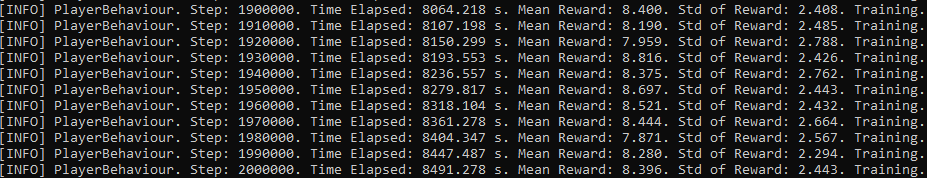 [INFO] PlayerBehaviour. Step: 1900000. Time Elapsed: 8064.218 s. Mean Reward: 8.400. Std of Reward: 2.408. Training.
[INFO] PlayerBehaviour. Step: 1910000. Time Elapsed: 8107.198 s. Mean Reward: 8.190. Std of Reward: 2.485. Training.
[INFO] PlayerBehaviour. Step: 1920000. Time Elapsed: 8150.299 s. Mean Reward: 7.959. Std of Reward: 2.788. Training.
[INFO] PlayerBehaviour. Step: 1930000. Time Elapsed: 8193.553 s. Mean Reward: 8.816. Std of Reward: 2.426. Training.
[INFO] PlayerBehaviour. Step: 1940000. Time Elapsed: 8236.557 s. Mean Reward: 8.375. Std of Reward: 2.762. Training.
[INFO] PlayerBehaviour. Step: 1950000. Time Elapsed: 8279.817 s. Mean Reward: 8.697. Std of Reward: 2.443. Training.
[INFO] PlayerBehaviour. Step: 1960000. Time Elapsed: 8318.104 s. Mean Reward: 8.521. Std of Reward: 2.432. Training.
[INFO] PlayerBehaviour. Step: 1970000. Time Elapsed: 8361.278 s. Mean Reward: 8.444. Std of Reward: 2.664. Training.
[INFO] PlayerBehaviour. Step: 1980000. Time Elapsed: 8404.347 s. Mean Reward: 7.871. Std of Reward: 2.567. Training.
[INFO] PlayerBehaviour. Step: 1990000. Time Elapsed: 8447.487 s. Mean Reward: 8.280. Std of Reward: 2.294. Training.
[INFO] PlayerBehaviour. Step: 2000000. Time Elapsed: 8491.278 s. Mean Reward: 8.396. Std of Reward: 2.443. Training.